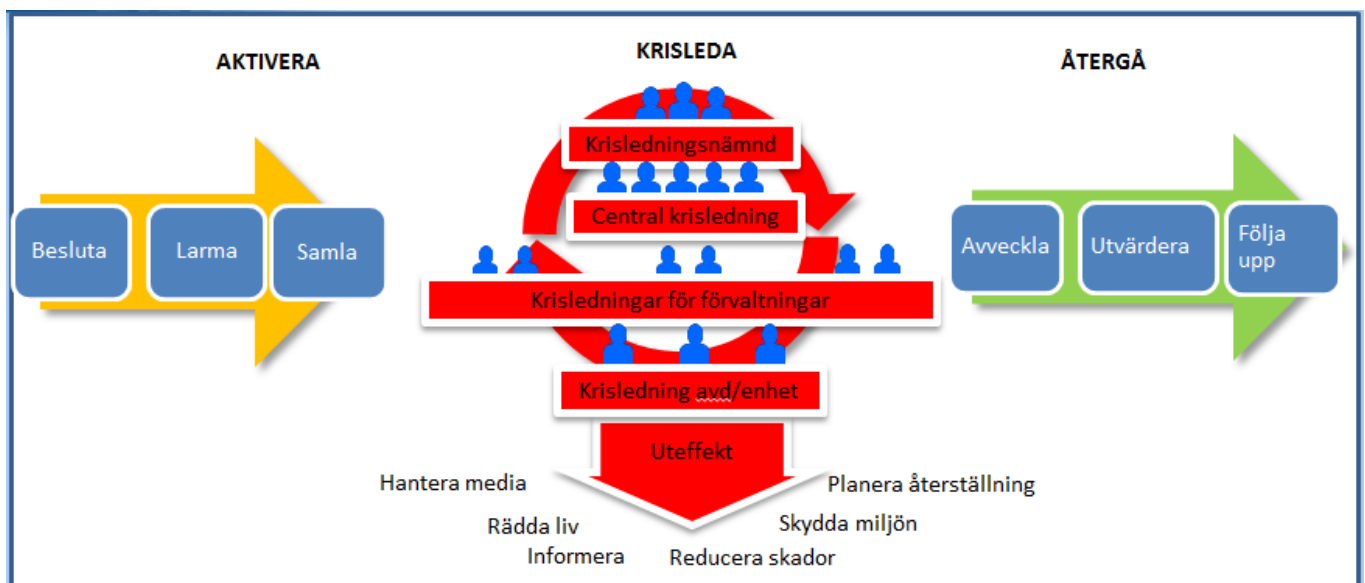 AKTIVERA
KRISLEDA
ÅTERGÅ
Besluta
Larma
Samla
Krisledningsnämnd
Central krisledning
Krisledningar för förvaltningar
Krisledning avd/enhet
Uteffekt
Avveckla
Utvärdera
Följa
upp
Hantera media
Planera återställning
Rädda liv
Skydda miljön
Informera
Reducera skador